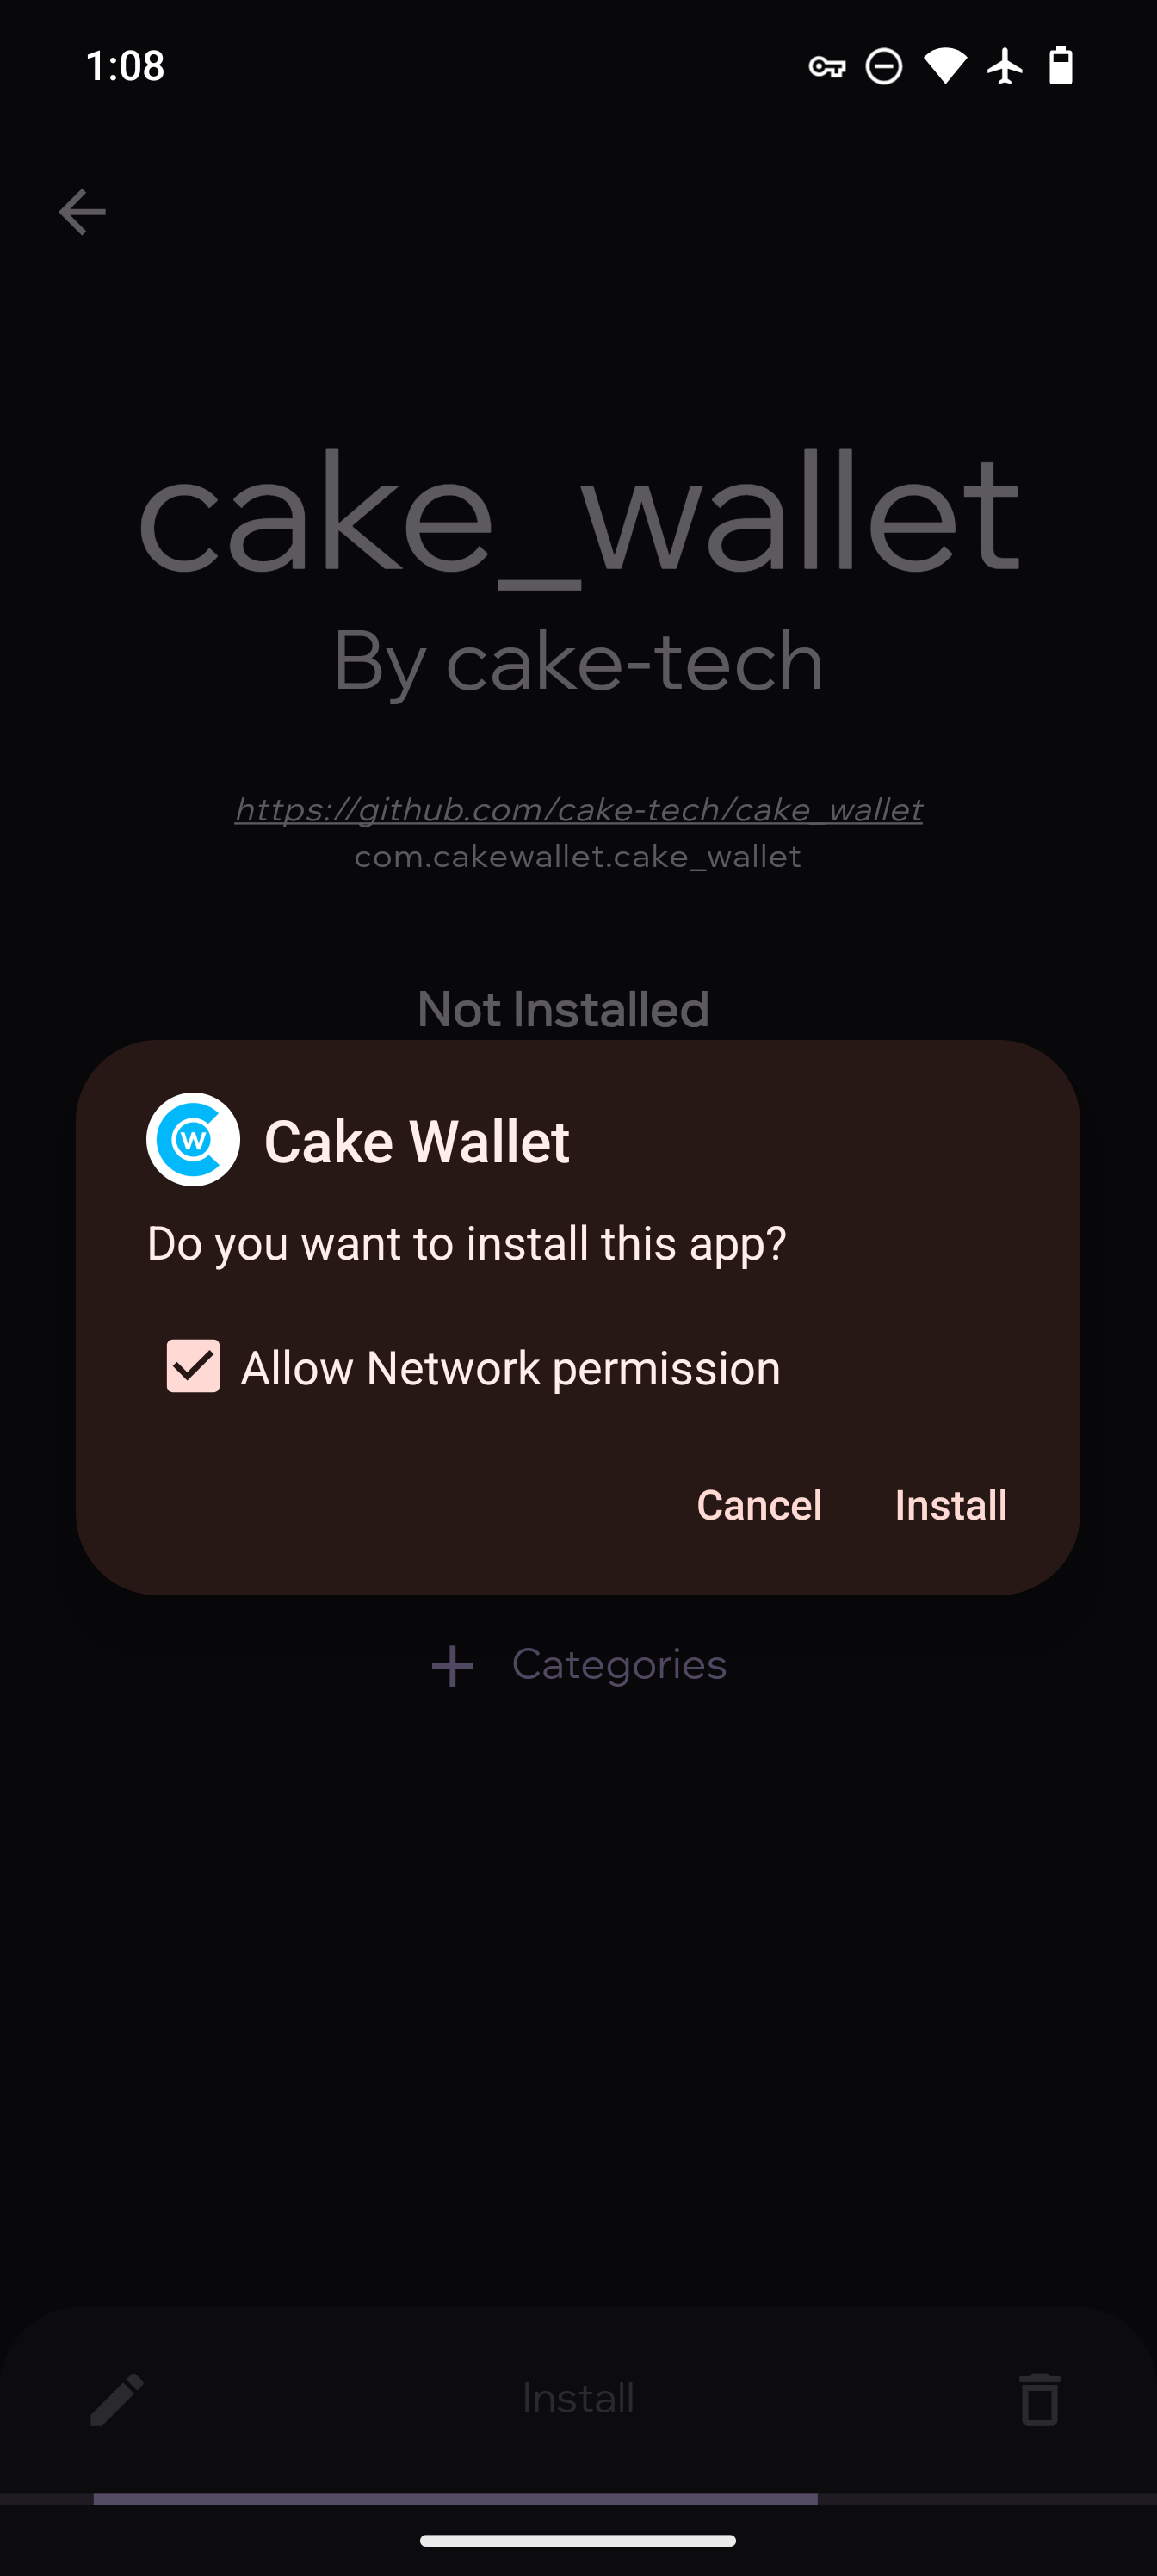 1:08
cake_wallet
By cake-tech
https://github.com/cake-tech/cake_wallet
com.cakewallet.cake_wallet
Not Installed
W
Cake Wallet
Do you want to install this app?
Allow Network permission
Cancel Install
Categories
Install